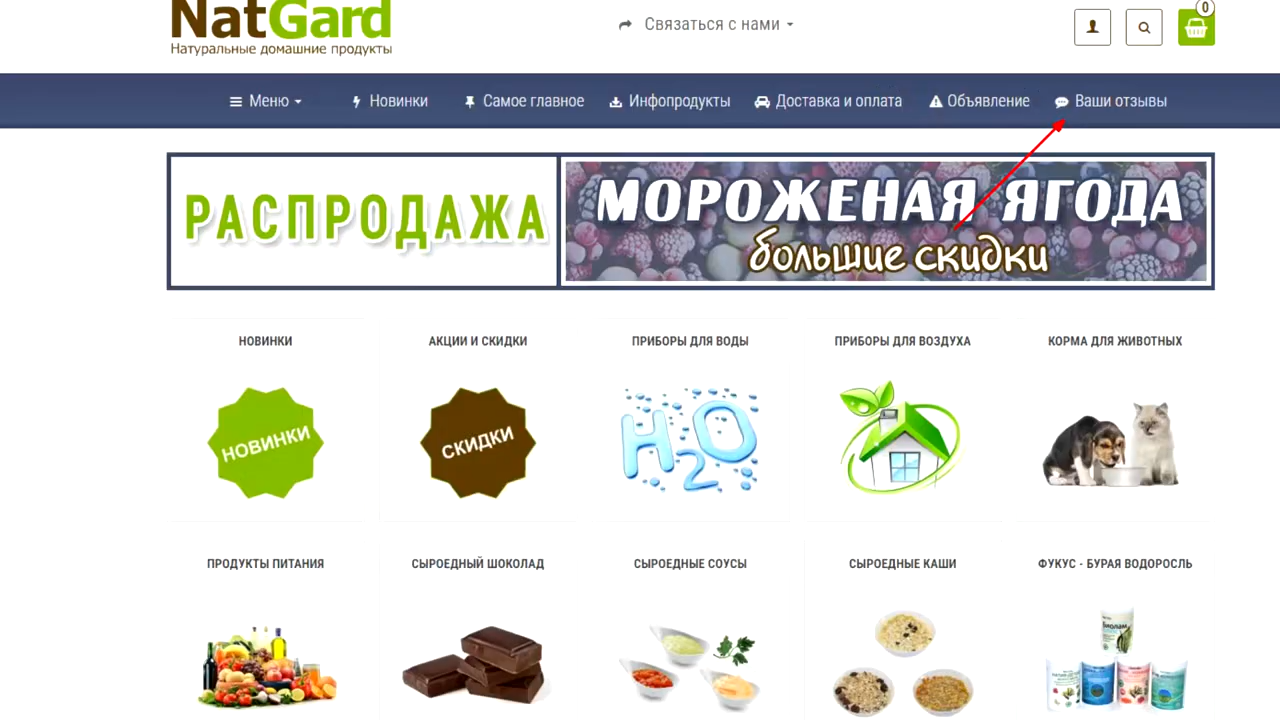 NatGard
Натуральные домашние продукты
Связаться с нами
0
Меню
Новинки
Самое главное
Инфопродукты
Доставка и оплата
Объявление
Ваши отзывы
РАСПРОДАЖА
МОРОЖЕНАЯ ЯГОДА
большие скидки
НОВИНКИ
АКЦИИ И СКИДКИ
ПРИБОРЫ ДЛЯ ВОДЫ
ПРИБОРЫ ДЛЯ ВОЗДУХА
КОРМА ДЛЯ ЖИВОТНЫХ
НОВИНКИ
СКИДКИ
H2O
ПРОДУКТЫ ПИТАНИЯ
СЫРОЕДНЫЙ ШОКОЛАД
СЫРОЕДНЫЕ СОУСЫ
СЫРОЕДНЫЕ КАШИ
ФУКУС - БУРАЯ ВОДОРОСЛЬ
Биолам